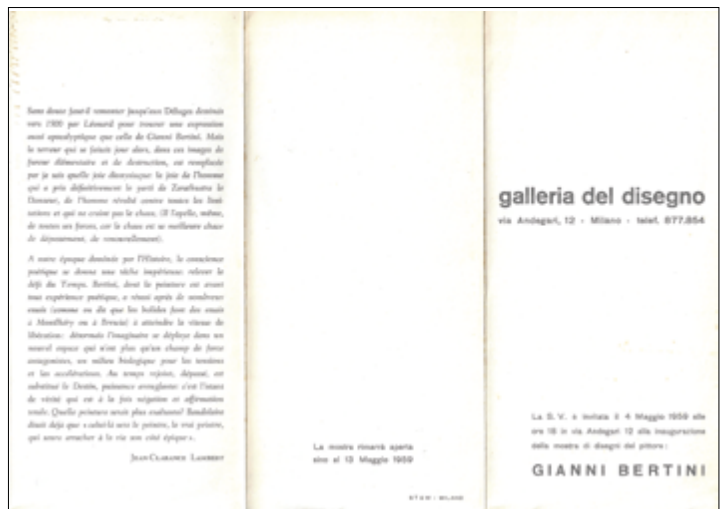 Sans doute faut-il remonter jusqu'aux Déluges dessinés
vers 1500 par Léonard pour trouver une expression
aussi apocalyptique que celle de Gianni Bertini. Mais
la terreur qui se faisait jour alors, dans ces images de
fureur élémentaire et de destruction, est remplacée
par je sais quelle joie dionysiaque: la joie de l'homme
qui a pris définitivement le parti de Zarathustra le
Danseur, de l'homme révolté contre toutes les limi-
tations et qui ne craint pas le chaos. (Il l'appelle, même,
de toutes ses forces, car le chaos est sa meilleure chance
de dépassement, de renouvellement).
A notre époque dominée par l'Histoire, la conscience
poétique se donne une tâche impérieuse: relever le
défi du Temps. Bertini, dont la peinture est avant
tout expérience poétique, a réussi après de nombreux
essais (comme on dit que les bolides font des essais
à Montlhéry ou à Brescia) à atteindre la vitesse de
libération: désormais l'imaginaire se déploie dans un
nouvel espace qui n'est plus qu'un champ de force
antagonistes, un milieu biologique pour les tensions
et les accélérations. Au temps rejoint, dépassé, est
substitué le Destin, puissance aveuglante: c'est l'instant
de vérité qui est à la fois négation et affirmation
totale. Quelle peinture serait plus exaltante? Baudelaire
disait déjà que « celui-là sera le peintre, le vrai peintre,
qui saura arracher à la vie son côté épique ».
JEAN CLARENCE LAMBERT
La mostra rimarrà aperta
sino al 13 Maggio 1959
STAM - MILANO
galleria del disegno
via Andegari, 12 - Milano - telef. 877.854
La S. V. è invitata il 4 Maggio 1959 alle
ore 18 in via Andegari 12 alla inaugurazione
della mostra di disegni del pittore:
GIANNI BERTINI